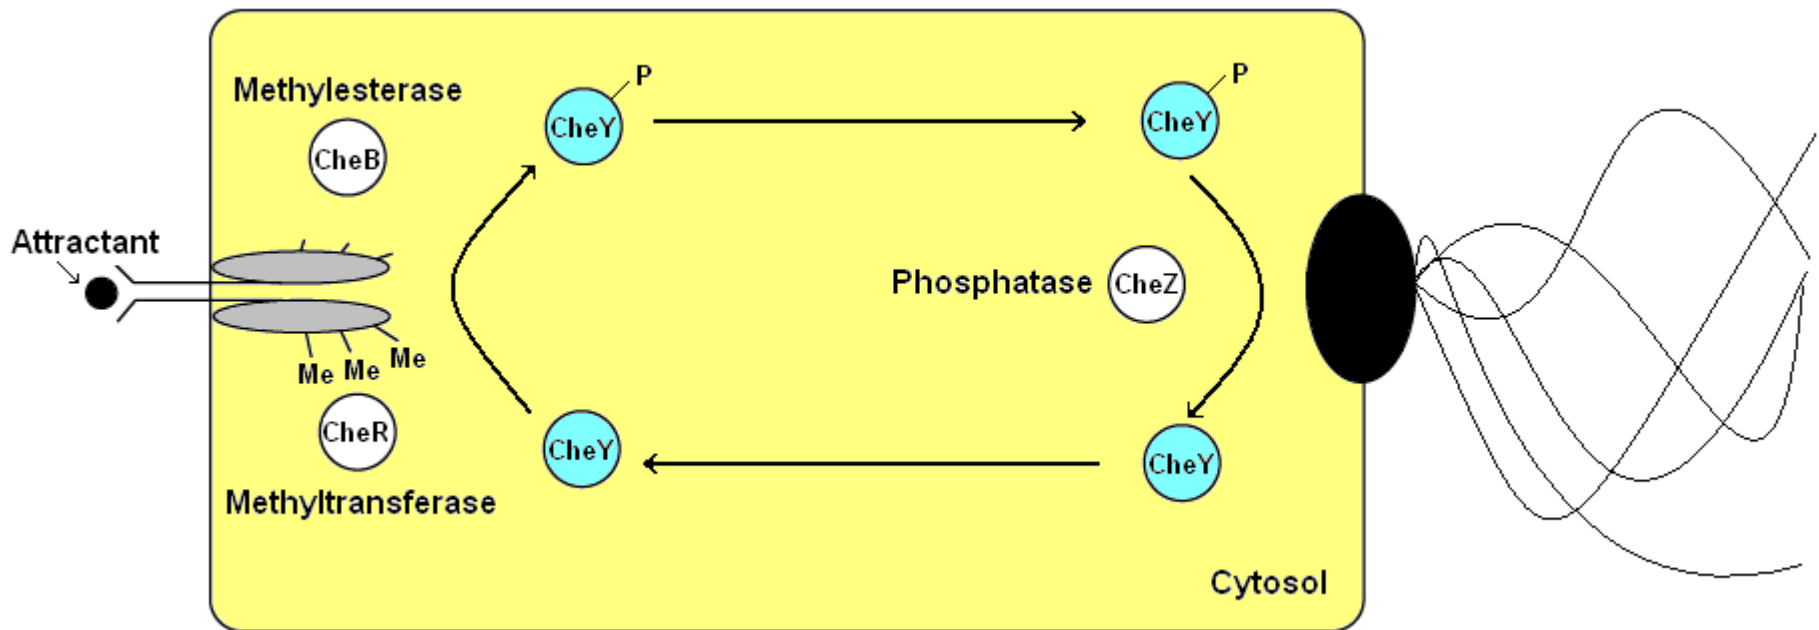 P
P
Methylesterase
CheY
CheY
CheB
Attractant
Phosphatase
CheZ
Me Me Me
CheR
CheY
CheY
Methyltransferase
Cytosol